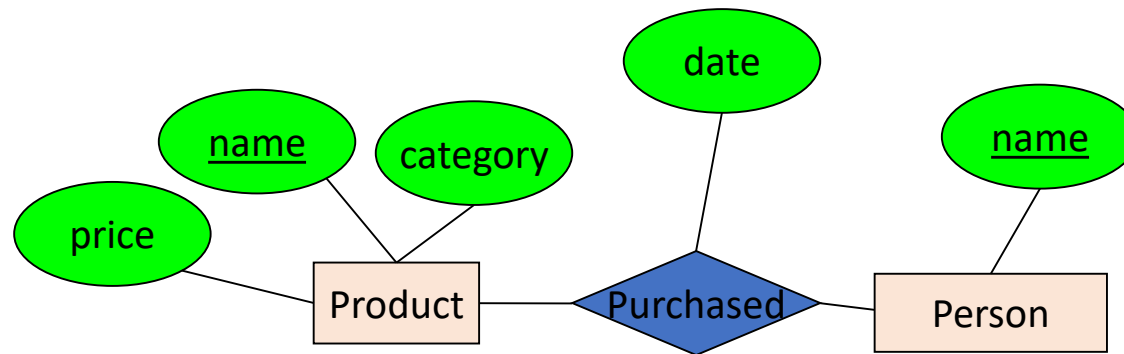 date
name
name
category
price
Product
Purchased
Person